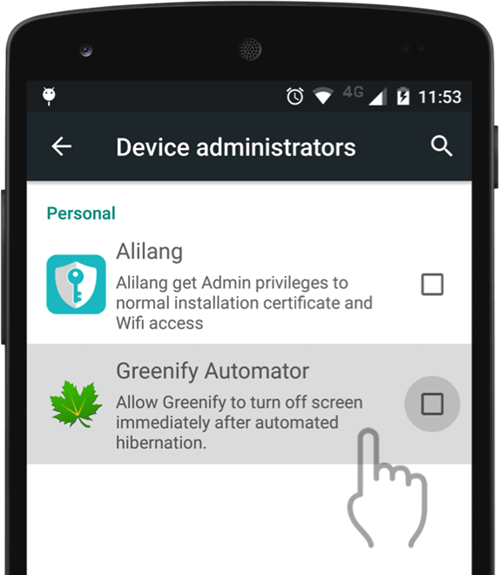 4G 11:53
Device administrators
Personal
Alilang
Alilang get Admin privileges to
normal installation certificate and
Wifi access
Greenify Automator
Allow Greenify to turn off screen
immediately after automated
hibernation.